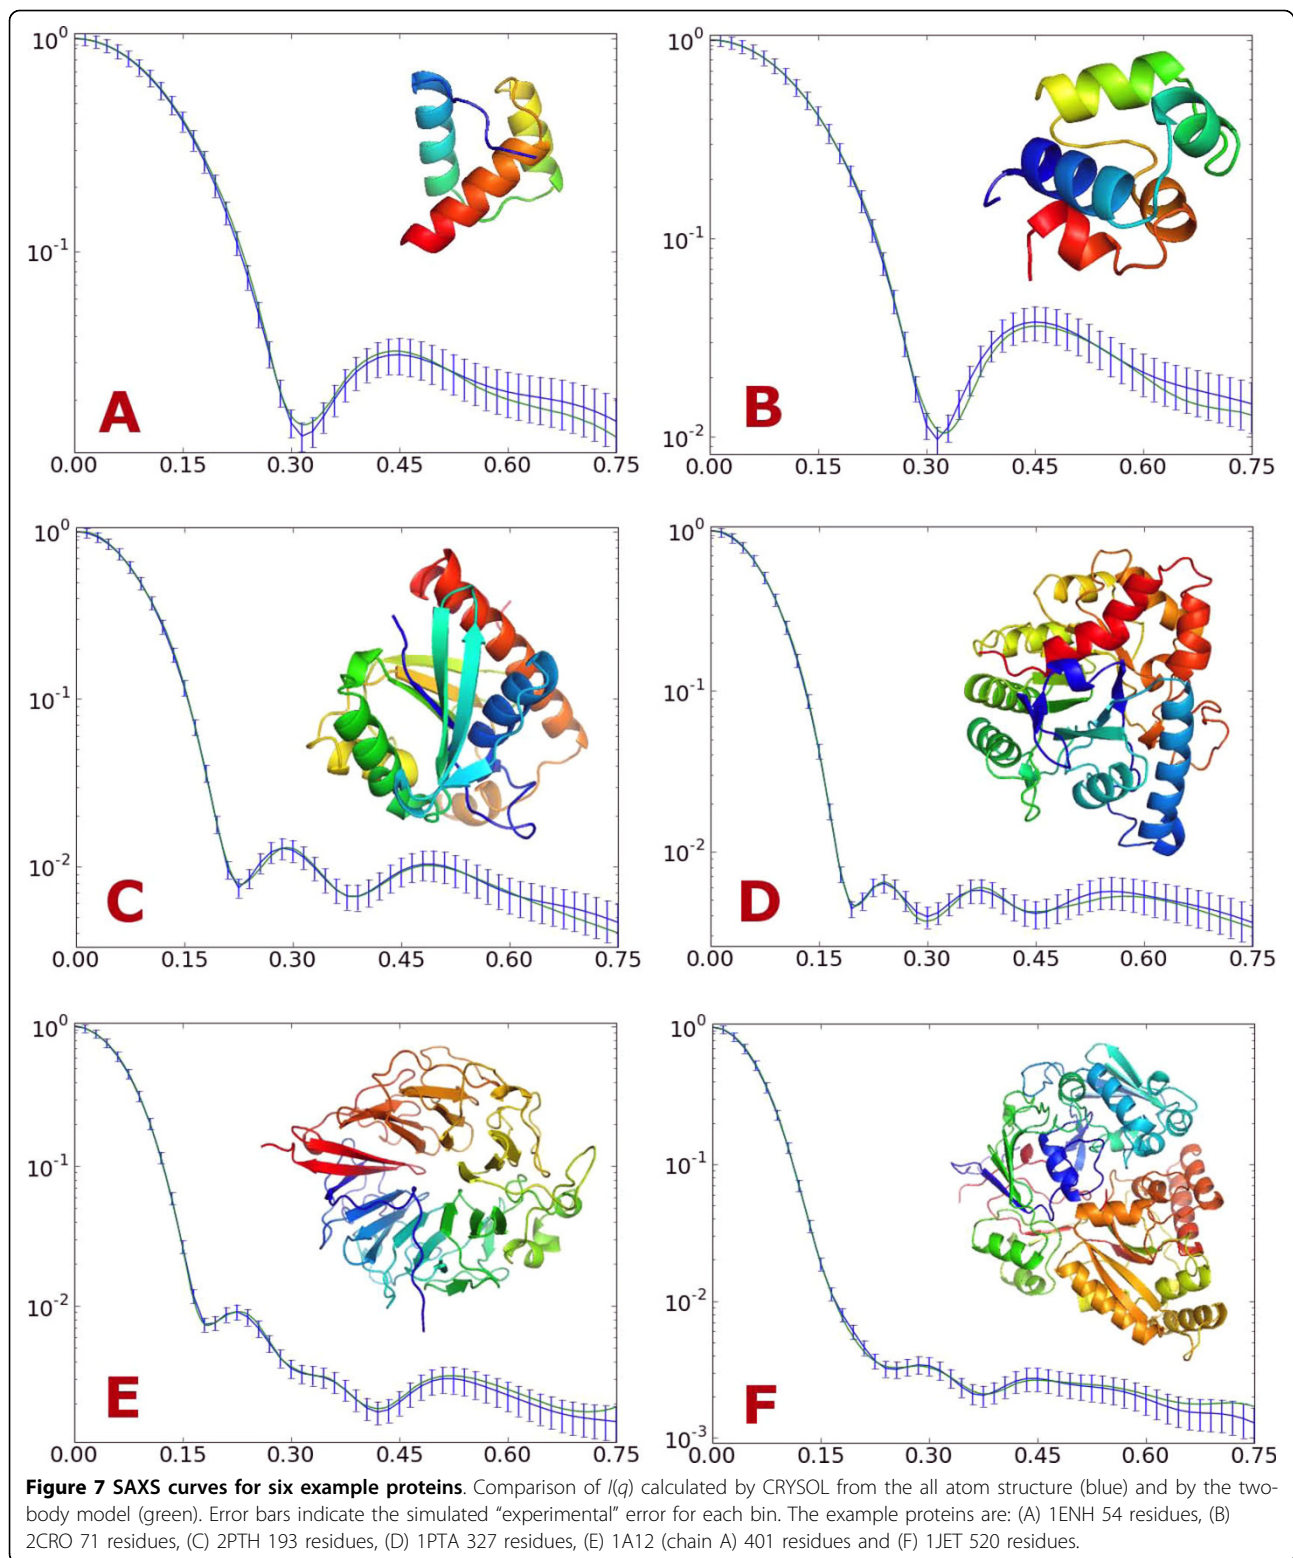 10^0
10^-1
A
0.00 0.15 0.30 0.45 0.60 0.75
10^0
10^-1
10^-2
B
0.00 0.15 0.30 0.45 0.60 0.75
10^0
10^-1
10^-2
C
0.00 0.15 0.30 0.45 0.60 0.75
10^0
10^-1
10^-2
D
0.00 0.15 0.30 0.45 0.60 0.75
10^0
10^-1
10^-2
E
0.00 0.15 0.30 0.45 0.60 0.75
10^0
10^-1
10^-2
10^-3
F
0.00 0.15 0.30 0.45 0.60 0.75
Figure 7 SAXS curves for six example proteins. Comparison of I(q) calculated by CRYSOL from the all atom structure (blue) and by the two-
body model (green). Error bars indicate the simulated “experimental” error for each bin. The example proteins are: (A) 1ENH 54 residues, (B)
2CRO 71 residues, (C) 2PTH 193 residues, (D) 1PTA 327 residues, (E) 1A12 (chain A) 401 residues and (F) 1JET 520 residues.